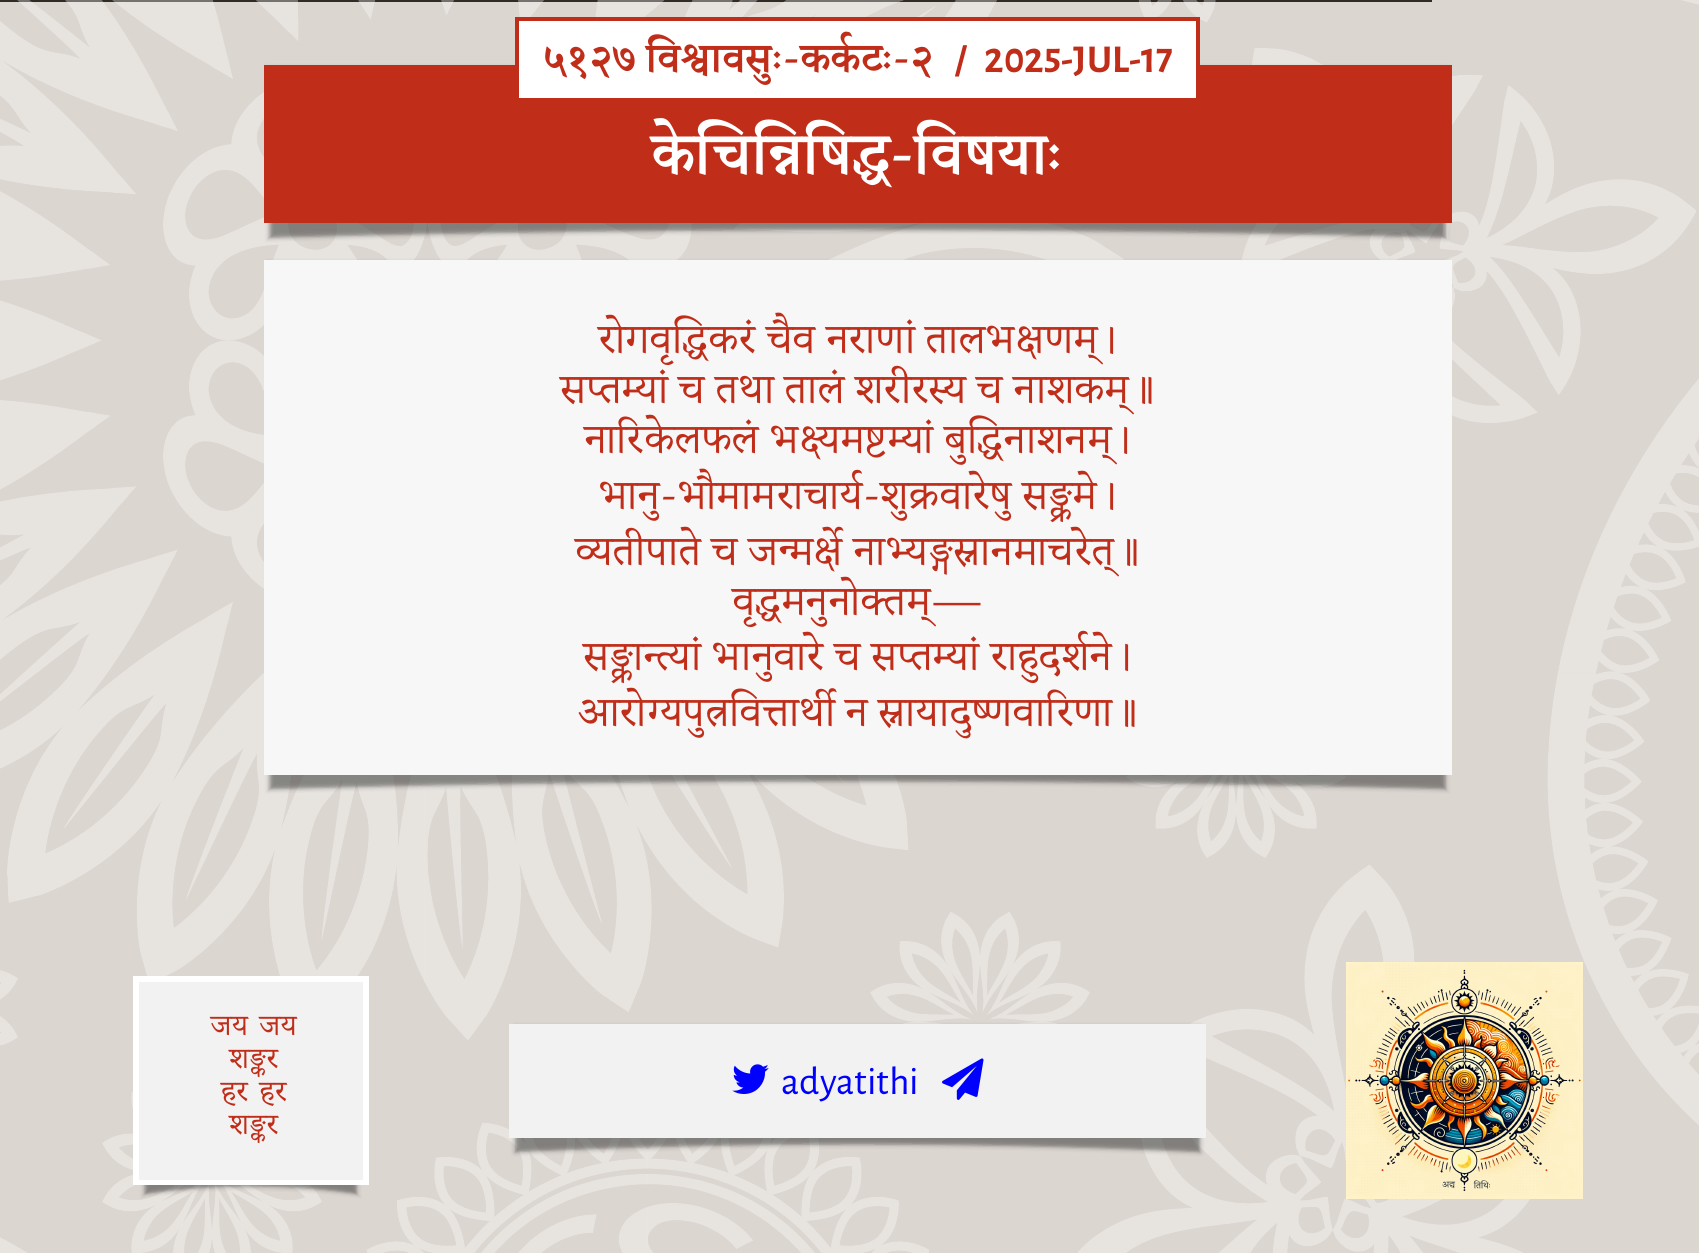 ५१२७ विश्वावसुः-कर्कटः-२ / 2025-JUL-17
केचिन्निषिद्ध-विषयाः
रोगवृद्धिकरं चैव नराणां तालभक्षणम्।
सप्तम्यां च तथा तालं शरीरस्य च नाशकम्॥
नारिकेलफलं भक्ष्यमष्टम्यां बुद्धिनाशनम्।
भानु-भौमामराचार्य-शुक्रवारेषु सङ्क्रमे।
व्यतीपाते च जन्मर्क्षे नाभ्यङ्गस्नानमाचरेत्॥
वृद्धमनुनोक्तम्—
सङ्क्रान्त्यां भानुवारे च सप्तम्यां राहुदर्शने।
आरोग्यपुत्रवित्तार्थी न स्नायादुष्णवारिणा॥
जय जय
शङ्कर
हर हर
शङ्कर
adyatithi
अद्य तिथिः